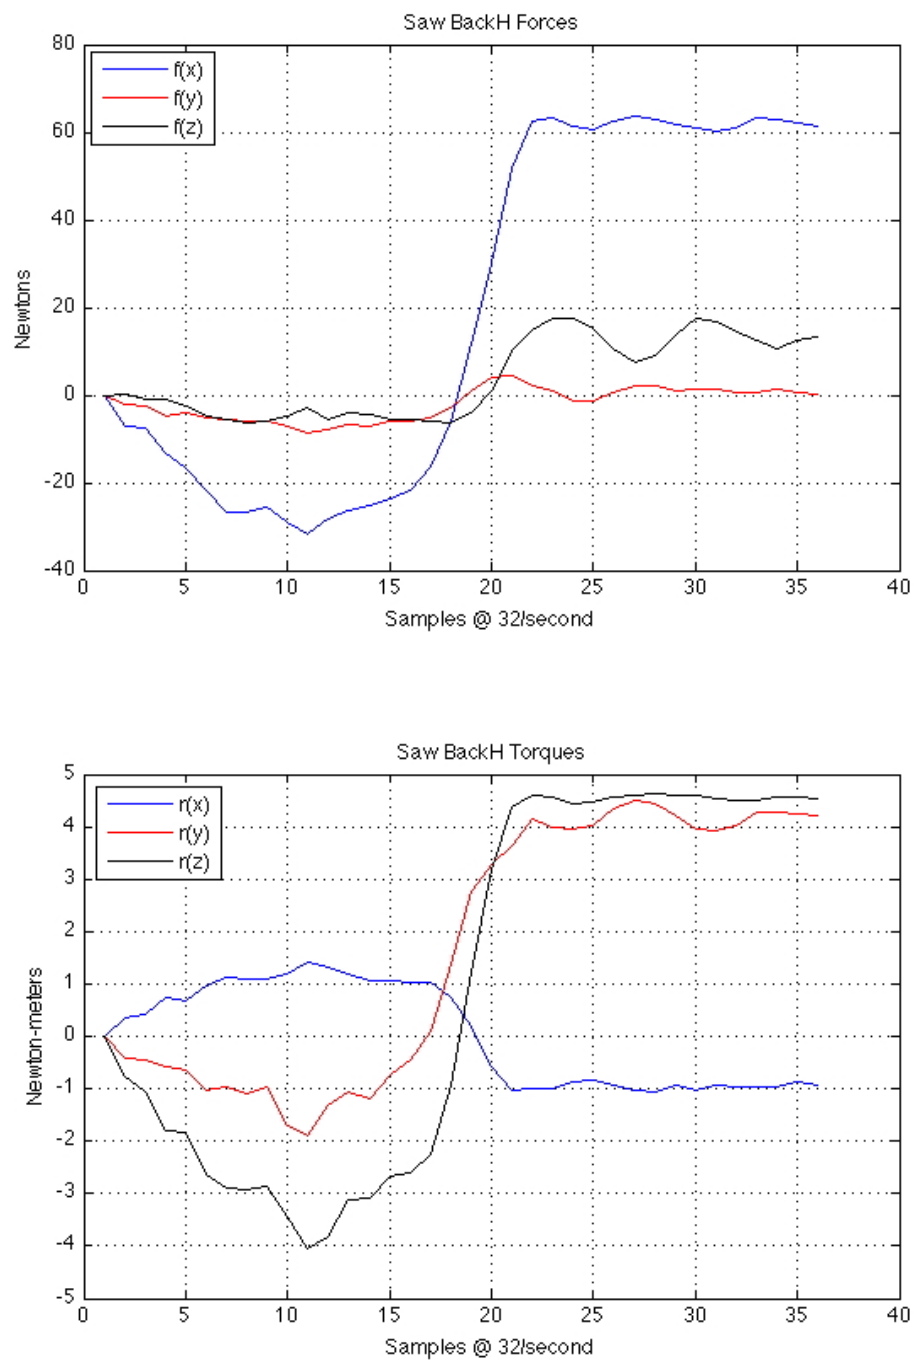 Saw BackH Forces
80
60
40
20
0
-20
-40
Newtons
f(x)
f(y)
f(z)
0 5 10 15 20 25 30 35 40
Samples @ 32/second
Saw BackH Torques
5
4
3
2
1
0
-1
-2
-3
-4
-5
Newton-meters
r(x)
r(y)
r(z)
0 5 10 15 20 25 30 35 40
Samples @ 32/second